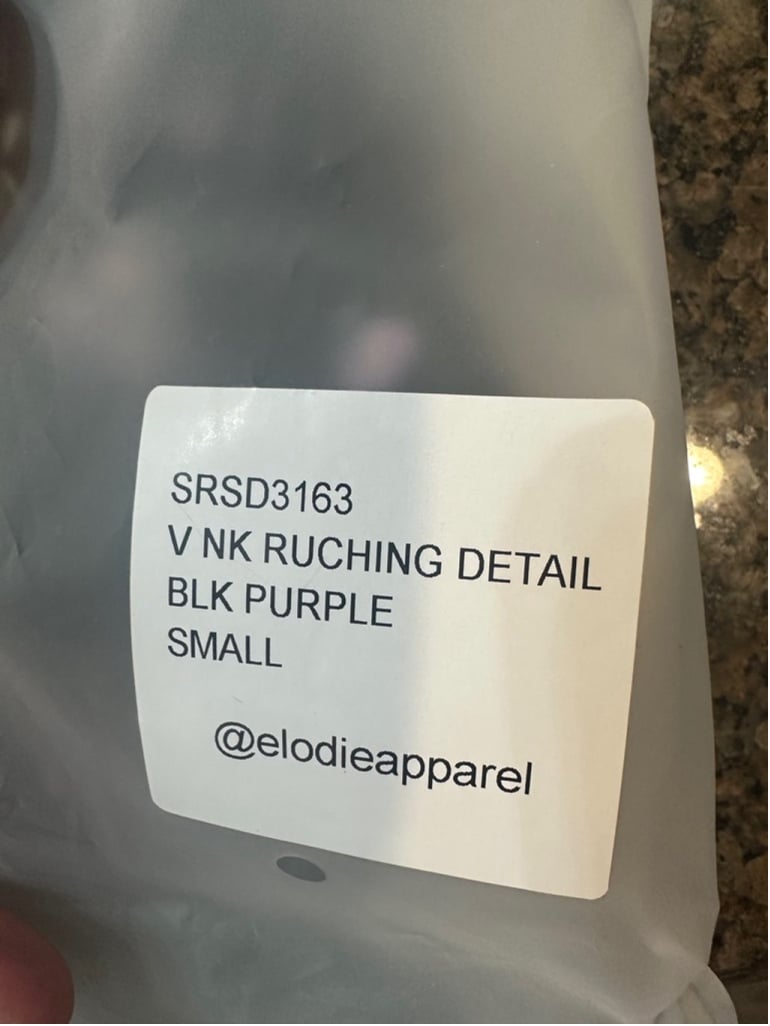 SRSD3163
V NK RUCHING DETAIL
BLK PURPLE
SMALL
@elodieapparel